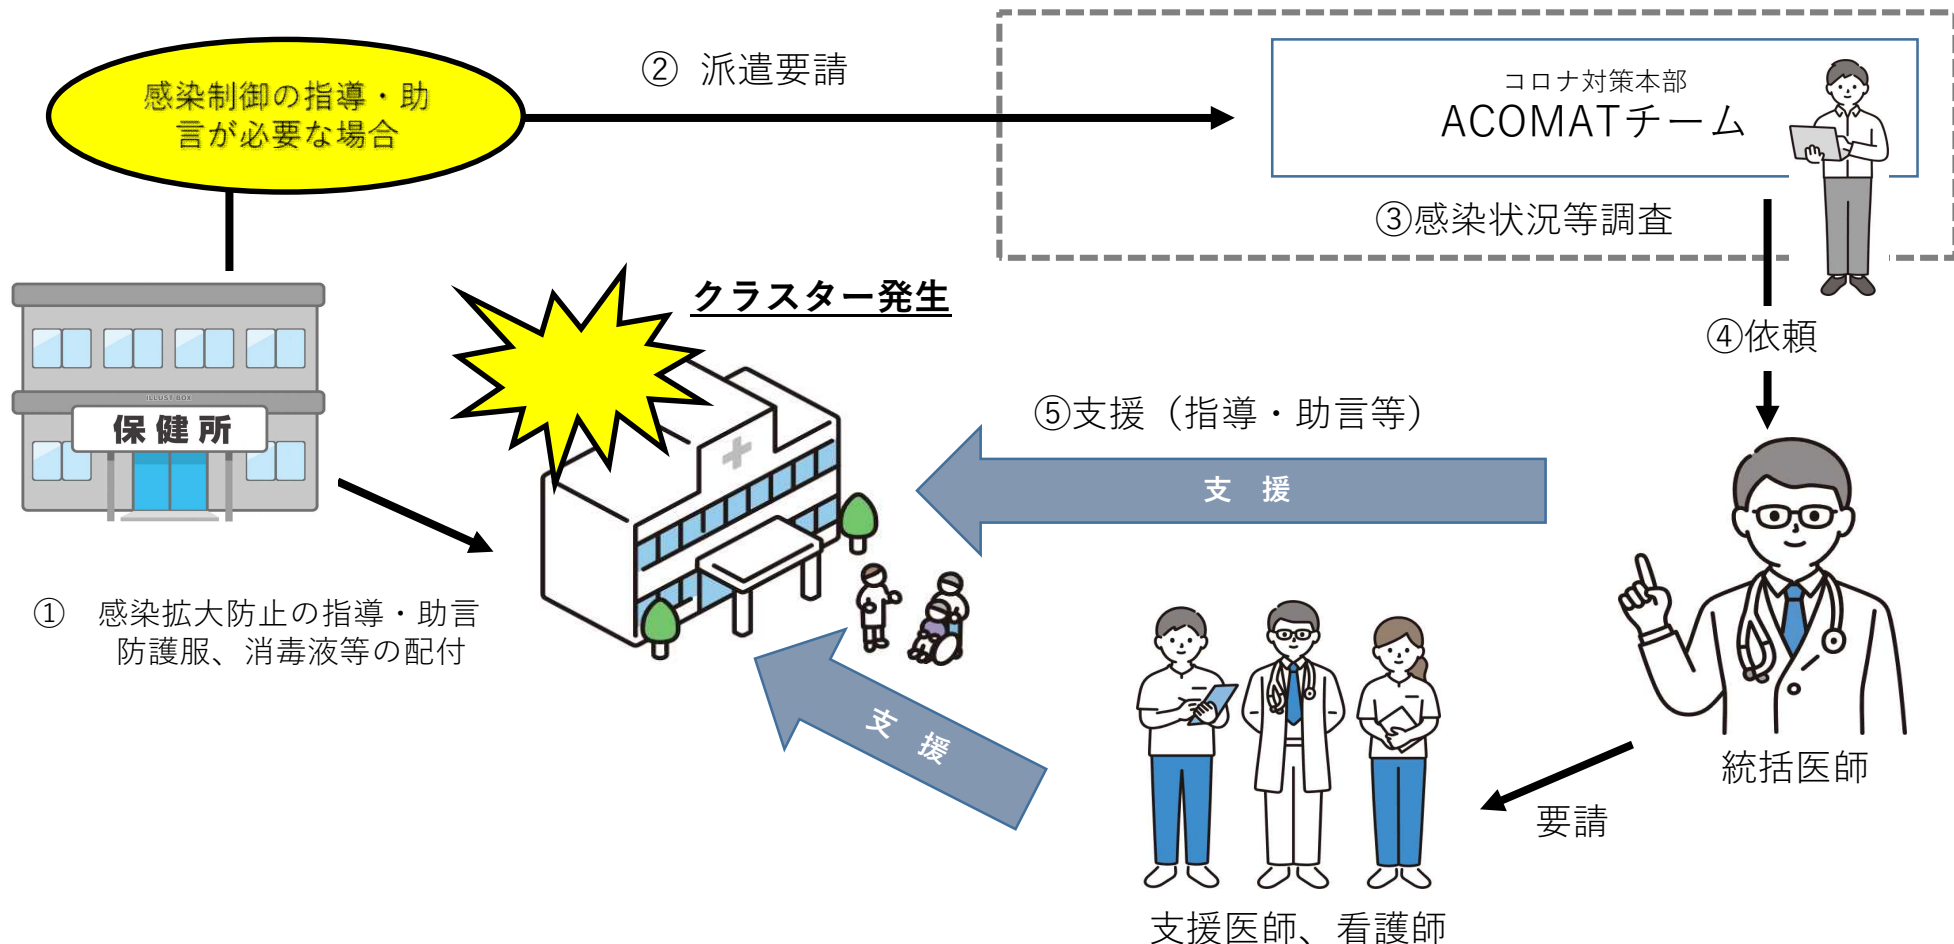 感染制御の指導・助
言が必要な場合
② 派遣要請
コロナ対策本部
ACOMATチーム
③感染状況等調査
クラスター発生
④依頼
ILLUST BOX
保健所
⑤支援（指導・助言等）
支 援
① 感染拡大防止の指導・助言
防護服、消毒液等の配付
支 援
統括医師
要請
支援医師、看護師